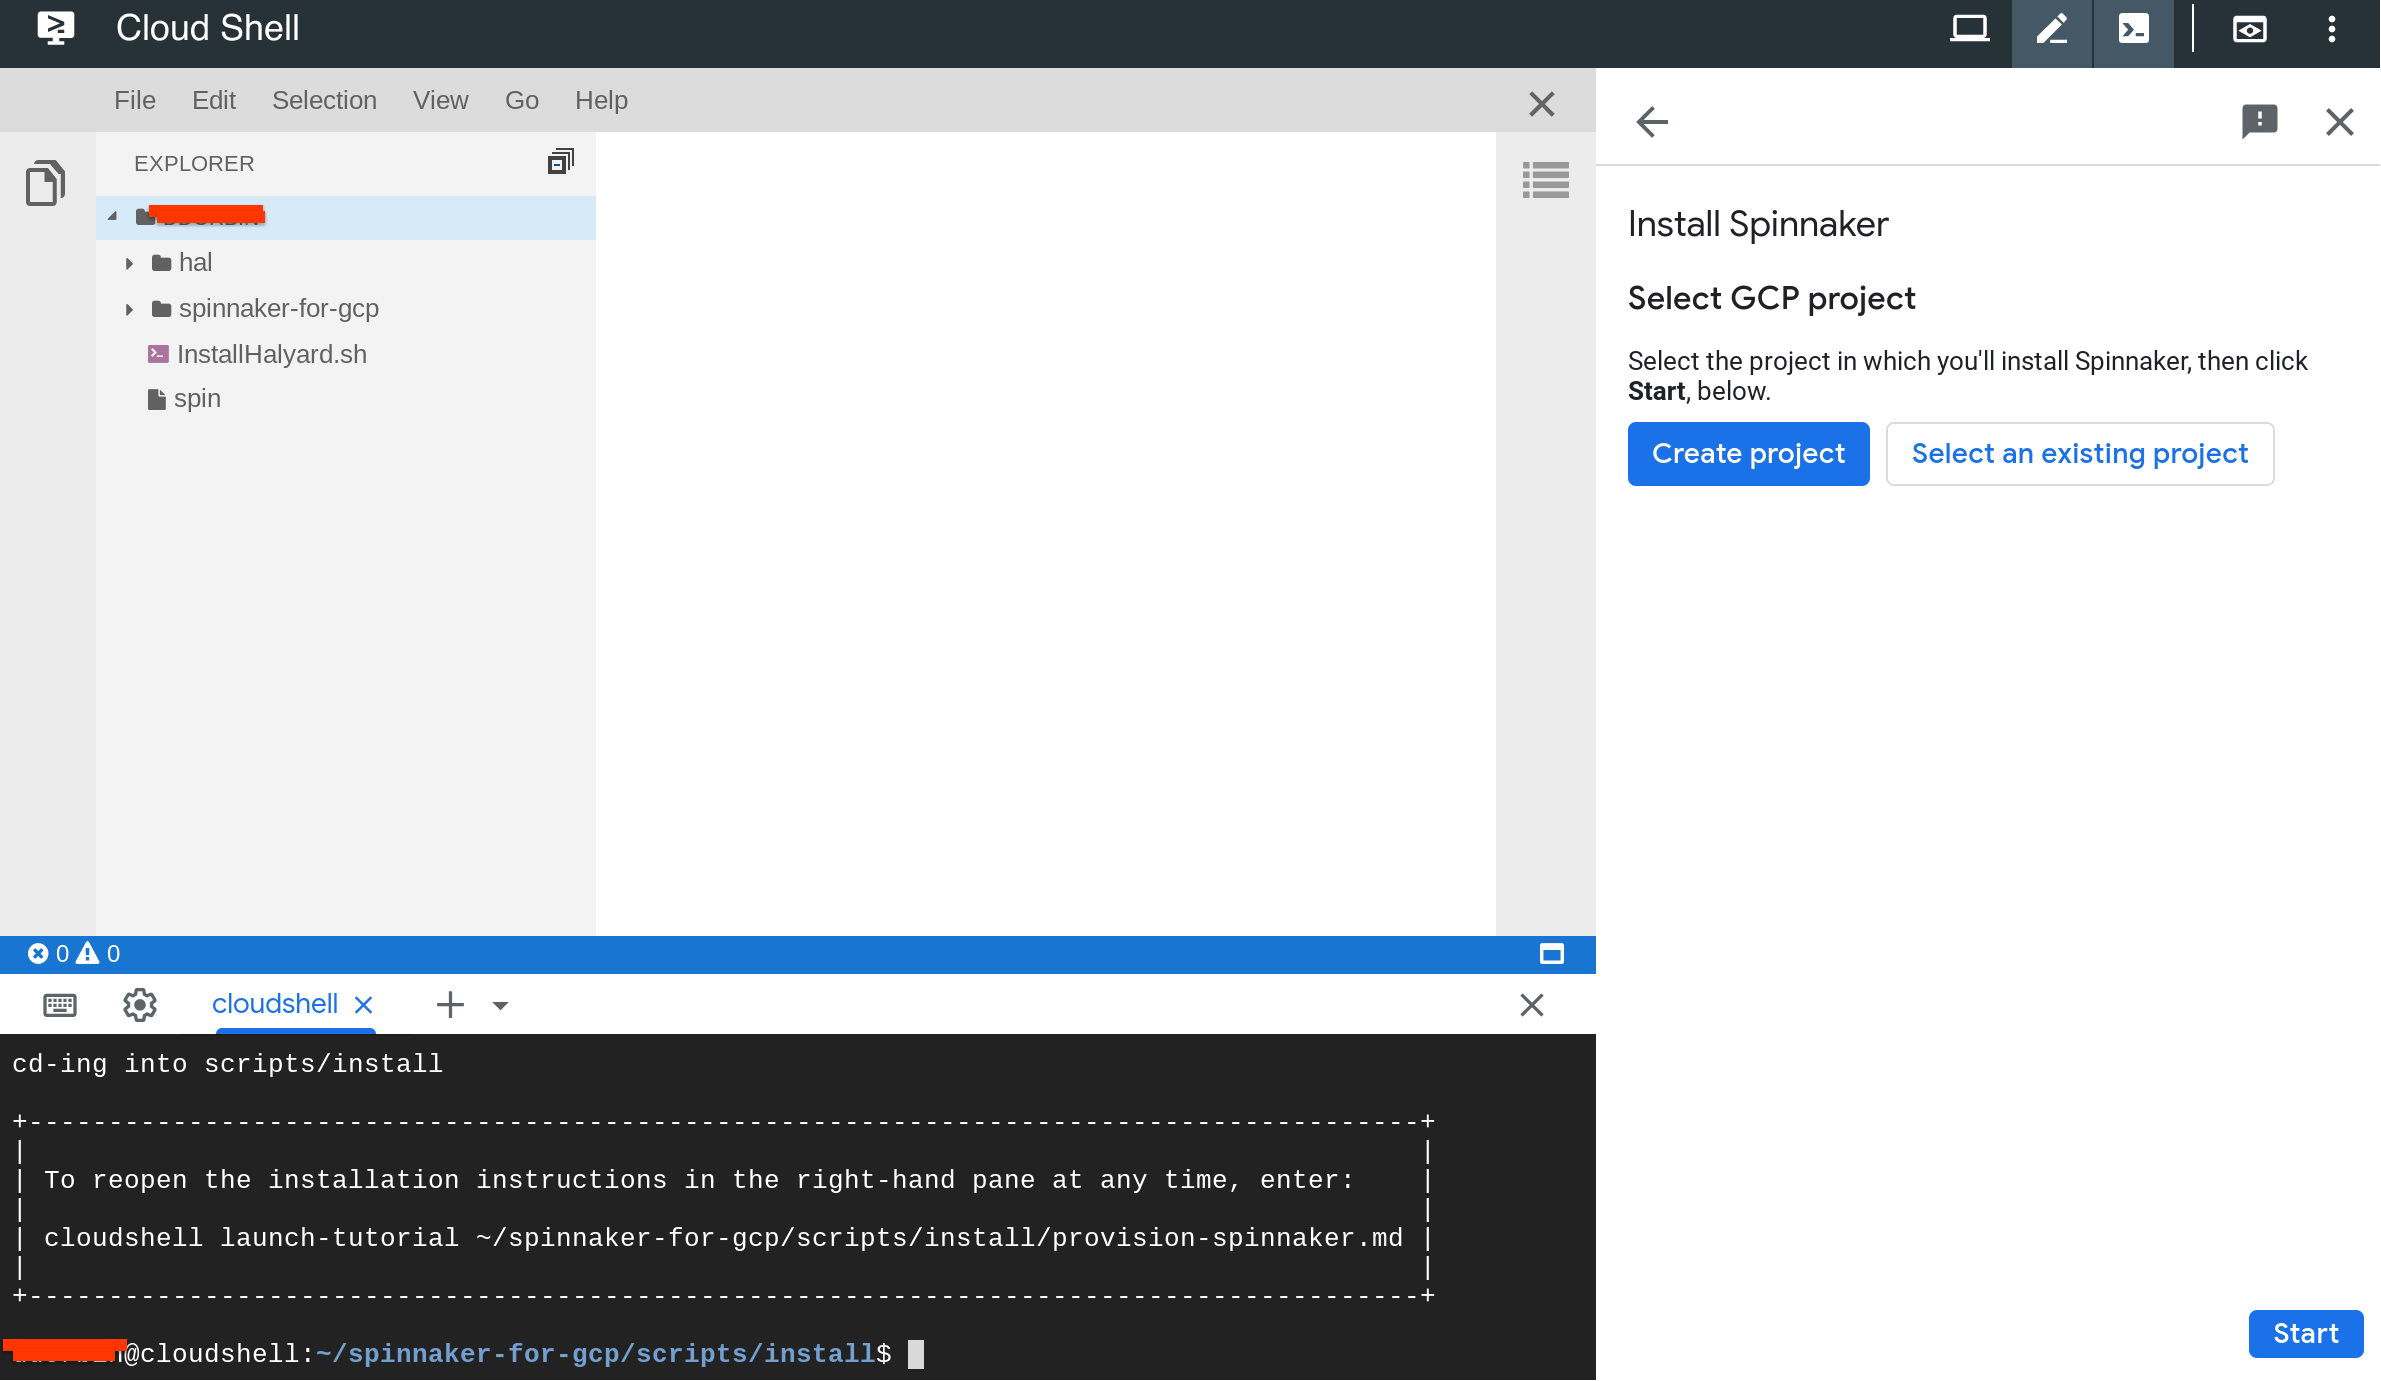 Cloud Shell
File Edit Selection View Go Help
EXPLORER
hal
spinnaker-for-gcp
InstallHalyard.sh
spin
0 0
cloudshell
cd-ing into scripts/install
+---------------------------------------------------------------------------------------+
| |
| To reopen the installation instructions in the right-hand pane at any time, enter: |
| |
| cloudshell launch-tutorial ~/spinnaker-for-gcp/scripts/install/provision-spinnaker.md |
| |
+---------------------------------------------------------------------------------------+
@cloudshell:~/spinnaker-for-gcp/scripts/install$
Install Spinnaker
Select GCP project
Select the project in which you'll install Spinnaker, then click
Start, below.
Create project Select an existing project
Start